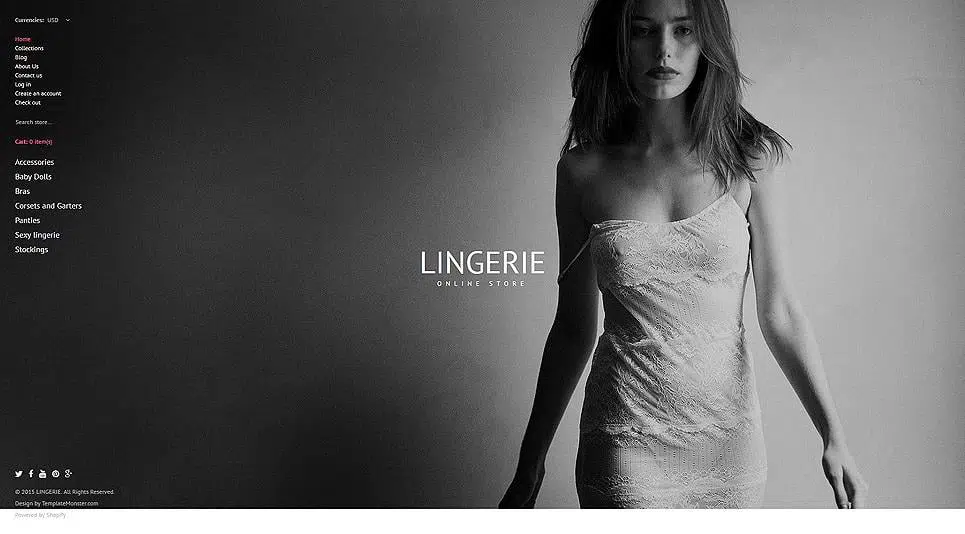 Currencies: USD
Home
Collections
Blog
About Us
Contact us
Log in
Create an account
Check out
Search store...
Cart: 0 item(s)
Accessories
Baby Dolls
Bras
Corsets and Garters
Panties
Sexy lingerie
Stockings
LINGERIE
ONLINE STORE
© 2015 LINGERIE. All Rights Reserved.
Design by TemplateMonster.com
Powered by Shopify